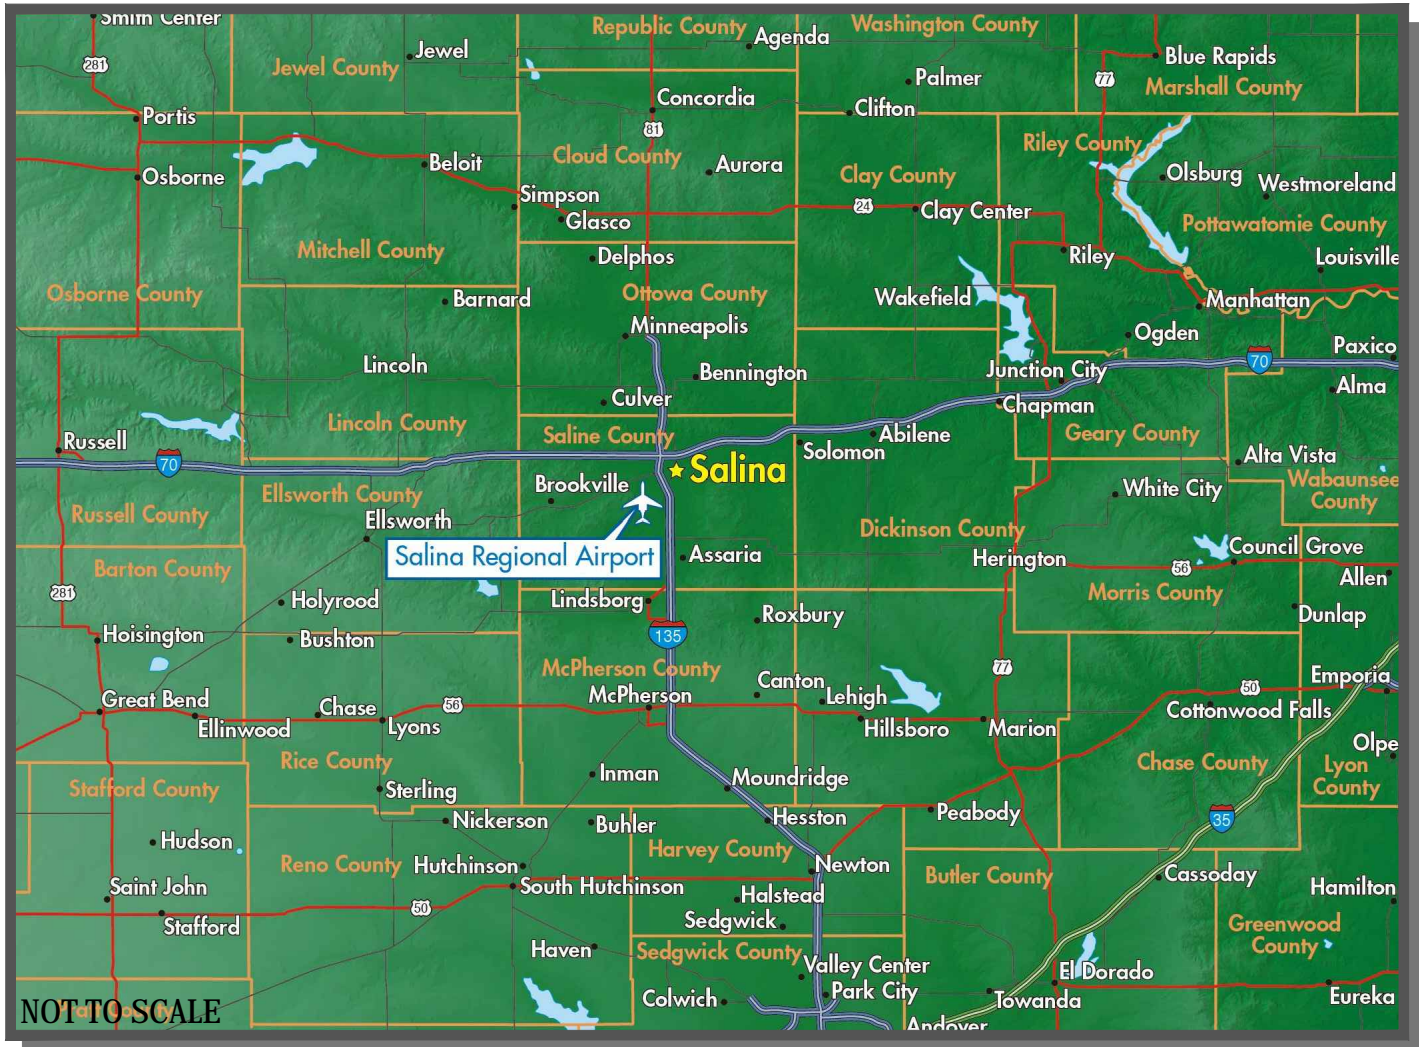 Smith Center
Republic County
Washington County
Agenda
Jewel
Blue Rapids
281
Jewel County
Palmer
77
Marshall County
Concordia
Clifton
Portis
81
Riley County
Cloud County
Beloit
Aurora
Osborne
Clay County
Olsburg
Westmoreland
Simpson
24
Clay Center
Glasco
Pottawatomie County
Mitchell County
Delphos
Riley
Louisville
Osborne County
Barnard
Ottowa County
Wakefield
Manhattan
Minneapolis
Ogden
Paxico
Lincoln
Bennington
Junction City
70
Alma
Culver
Chapman
Lincoln County
Saline County
Abilene
Geary County
Russell
Solomon
Alta Vista
70
Salina
Wabaunsee
County
Ellsworth County
Brookville
White City
Russell County
Ellsworth
Dickinson County
Salina Regional Airport
Assaria
Herington
Council Grove
Barton County
56
Allen
281
Holyrood
Lindsborg
Roxbury
Morris County
Dunlap
Hoisington
Bushton
135
McPherson County
77
Emporia
Great Bend
Chase
56
McPherson
Canton
Lehigh
50
Cottonwood Falls
Ellinwood
Lyons
Hillsboro
Marion
Olpe
Rice County
Inman
Moundridge
Chase County
Lyon
County
Stafford County
Sterling
Nickerson
Buhler
Hesston
Peabody
35
Hudson
Harvey County
Reno County
Hutchinson
Newton
Butler County
Cassoday
Saint John
South Hutchinson
Halstead
Hamilton
50
Stafford
Sedgwick
Greenwood
County
Haven
Sedgwick County
Valley Center
El Dorado
Colwich
Park City
Towanda
Eureka
Pratt County
NOT TO SCALE
Andover